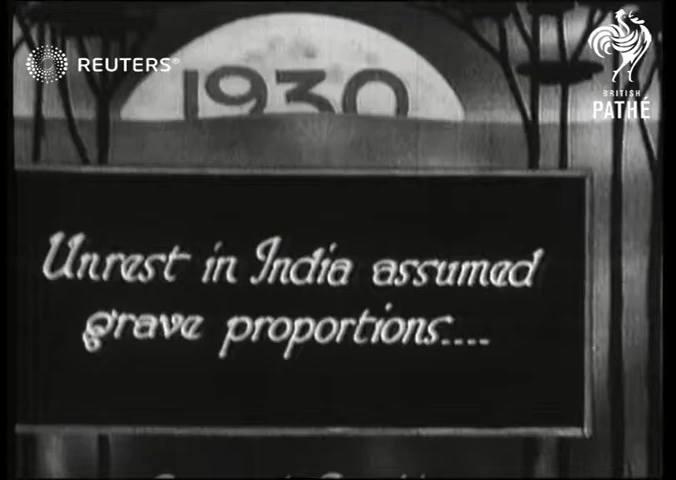 REUTERS®
BRITISH
PATHÉ
1930
Unrest in India assumed
grave proportions....